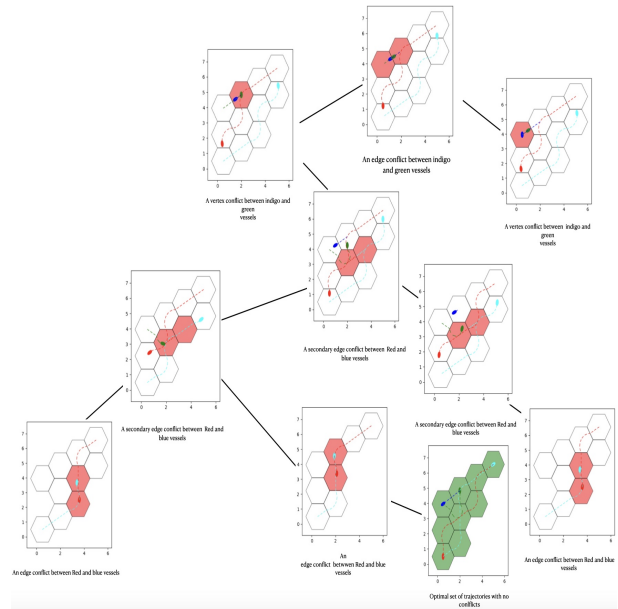 An edge conflict between indigo
and green vessels
A vertex conflict between indigo and
green
vessels
A vertex conflict between indigo and
green
vessels
A secondary edge conflict between Red and
blue vessels
A secondary edge conflict between Red and
blue vessels
A secondary edge conflict between Red and
blue vessels
An edge conflict between Red and blue vessels
An
edge conflict between Red and blue
vessels
Optimal set of trajectories with no
conflicts
An edge conflict between Red and blue vessels